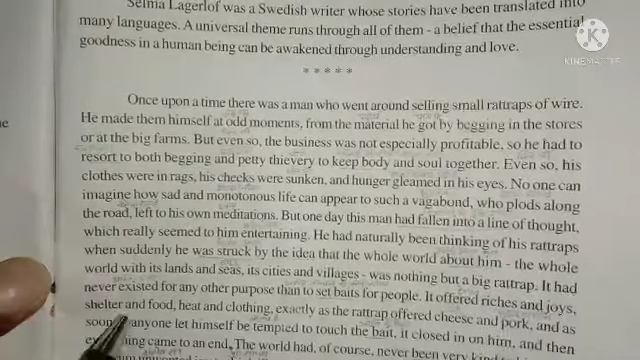 Selma Lagerlof was a Swedish writer whose stories have been translated into
many languages. A universal theme runs through all of them - a belief that the essential
goodness in a human being can be awakened through understanding and love.
*****
Once upon a time there was a man who went around selling small rattraps of wire.
He made them himself at odd moments, from the material he got by begging in the stores
or at the big farms. But even so, the business was not especially profitable, so he had to
resort to both begging and petty thievery to keep body and soul together. Even so, his
clothes were in rags, his cheeks were sunken, and hunger gleamed in his eyes. No one can
imagine how sad and monotonous life can appear to such a vagabond, who plods along
the road, left to his own meditations. But one day this man had fallen into a line of thought,
which really seemed to him entertaining. He had naturally been thinking of his rattraps
when suddenly he was struck by the idea that the whole world about him - the whole
world with its lands and seas, its cities and villages - was nothing but a big rattrap. It had
never existed for any other purpose than to set baits for people. It offered riches and joys,
shelter and food, heat and clothing, exactly as the rattrap offered cheese and pork, and as
soon anyone let himself be tempted to touch the bait, it closed in on him, and then
came to an end. The world had, of course, never been very kind
KINEMASTER